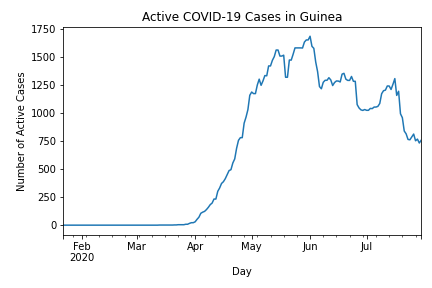 Active COVID-19 Cases in Guinea
Number of Active Cases
1750
1500
1250
1000
750
500
250
0
Feb
2020
Mar
Apr
May
Jun
Jul
Day